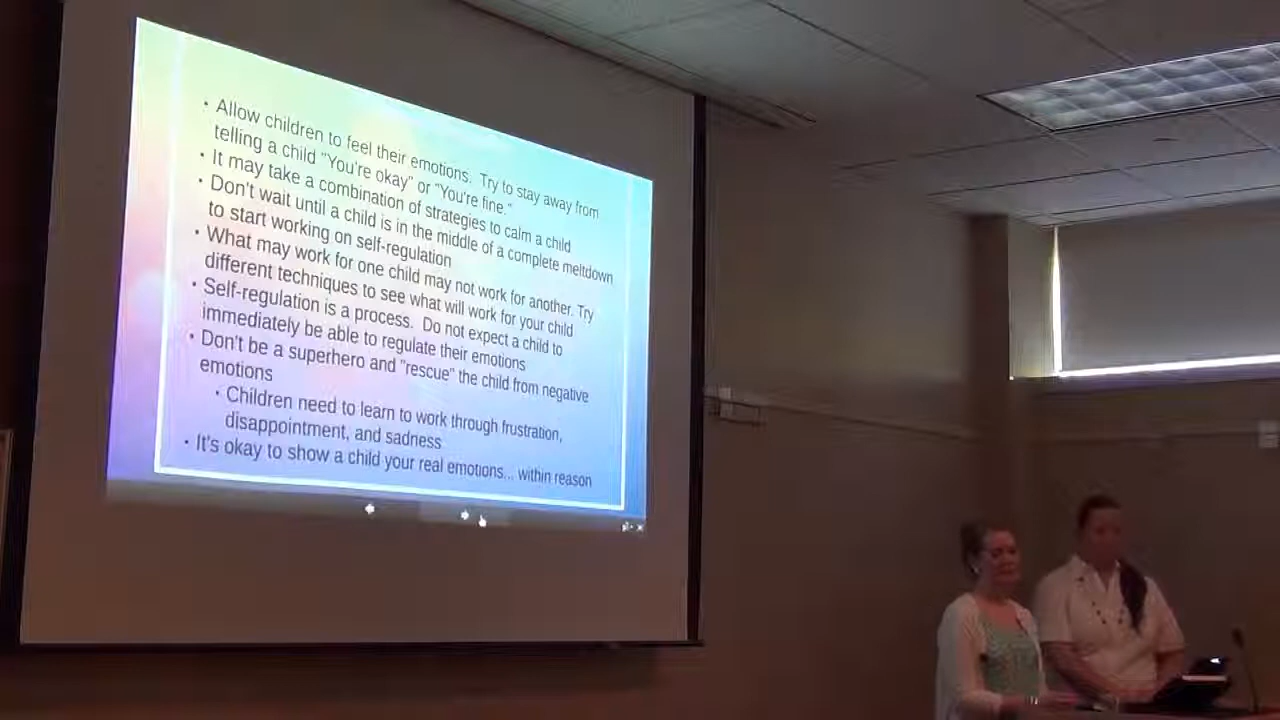 • Allow children to feel their emotions. Try to stay away from
telling a child "You're okay" or "You're fine."
• It may take a combination of strategies to calm a child
• Don't wait until a child is in the middle of a complete meltdown
to start working on self-regulation
• What may work for one child may not work for another. Try
different techniques to see what will work for your child
• Self-regulation is a process. Do not expect a child to
immediately be able to regulate their emotions
• Don't be a superhero and "rescue" the child from negative
emotions
• Children need to learn to work through frustration,
disappointment, and sadness
• It's okay to show a child your real emotions... within reason